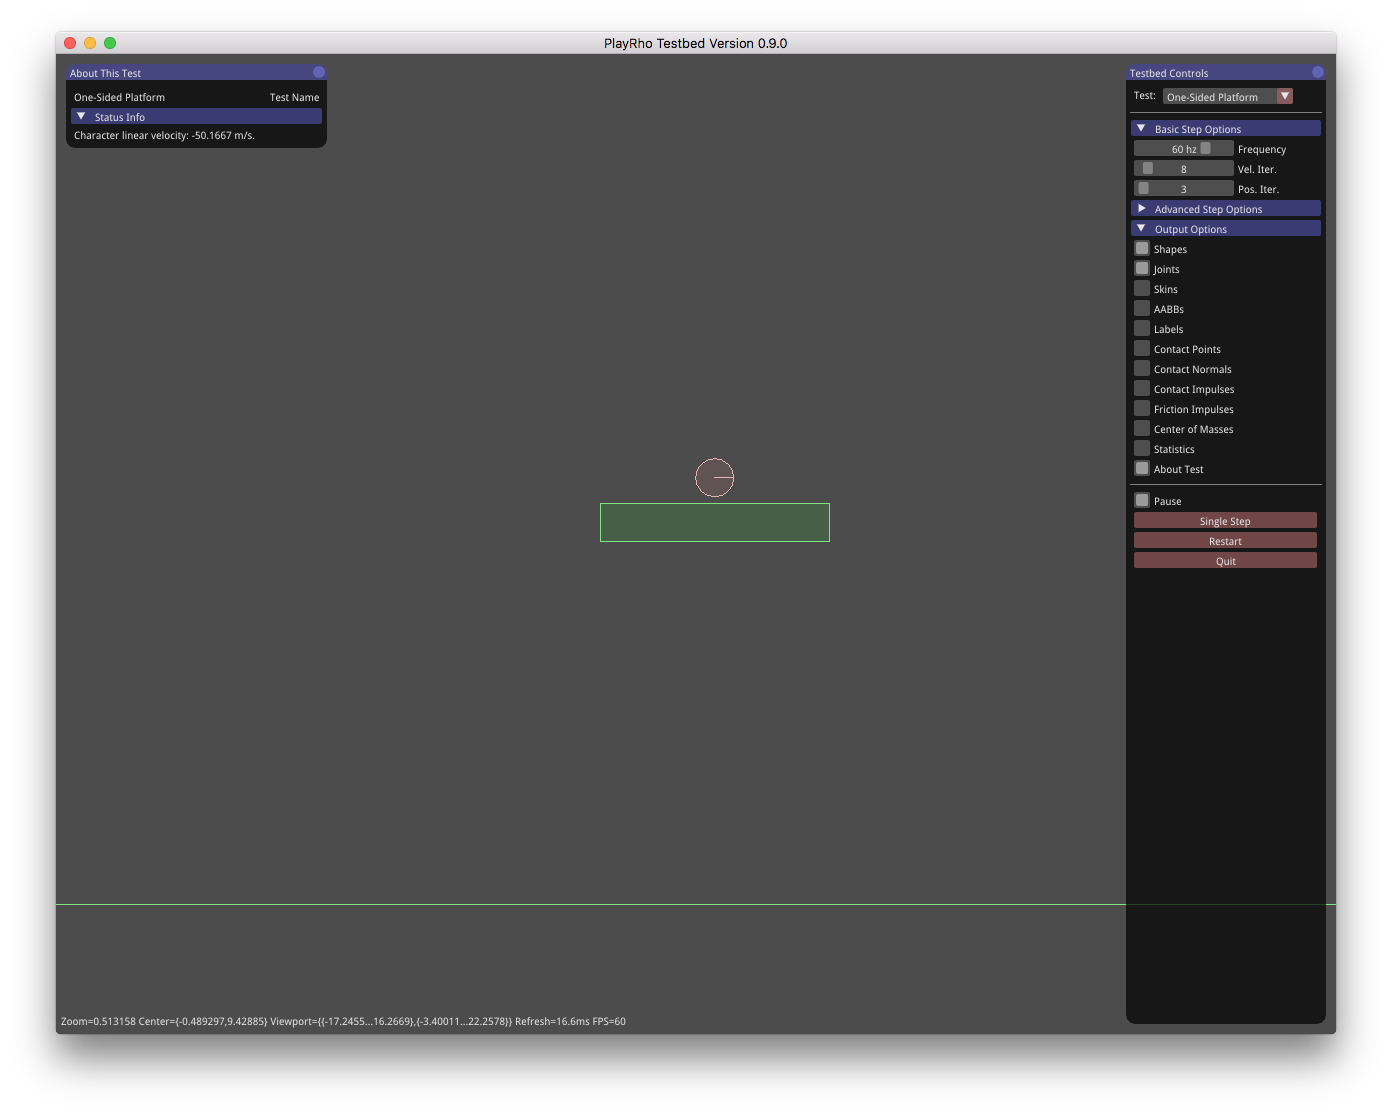 PlayRho Testbed Version 0.9.0
About This Test
One-Sided Platform Test Name
Status Info
Character linear velocity: -50.1667 m/s.
Testbed Controls
Test: One-Sided Platform
Basic Step Options
60 hz Frequency
8 Vel. Iter.
3 Pos. Iter.
Advanced Step Options
Output Options
Shapes
Joints
Skins
AABBs
Labels
Contact Points
Contact Normals
Contact Impulses
Friction Impulses
Center of Masses
Statistics
About Test
Pause
Single Step
Restart
Quit
Zoom=0.513158 Center={-0.489297,9.42885} Viewport={{-17.2455...16.2669},{-3.40011...22.2578}} Refresh=16.6ms FPS=60